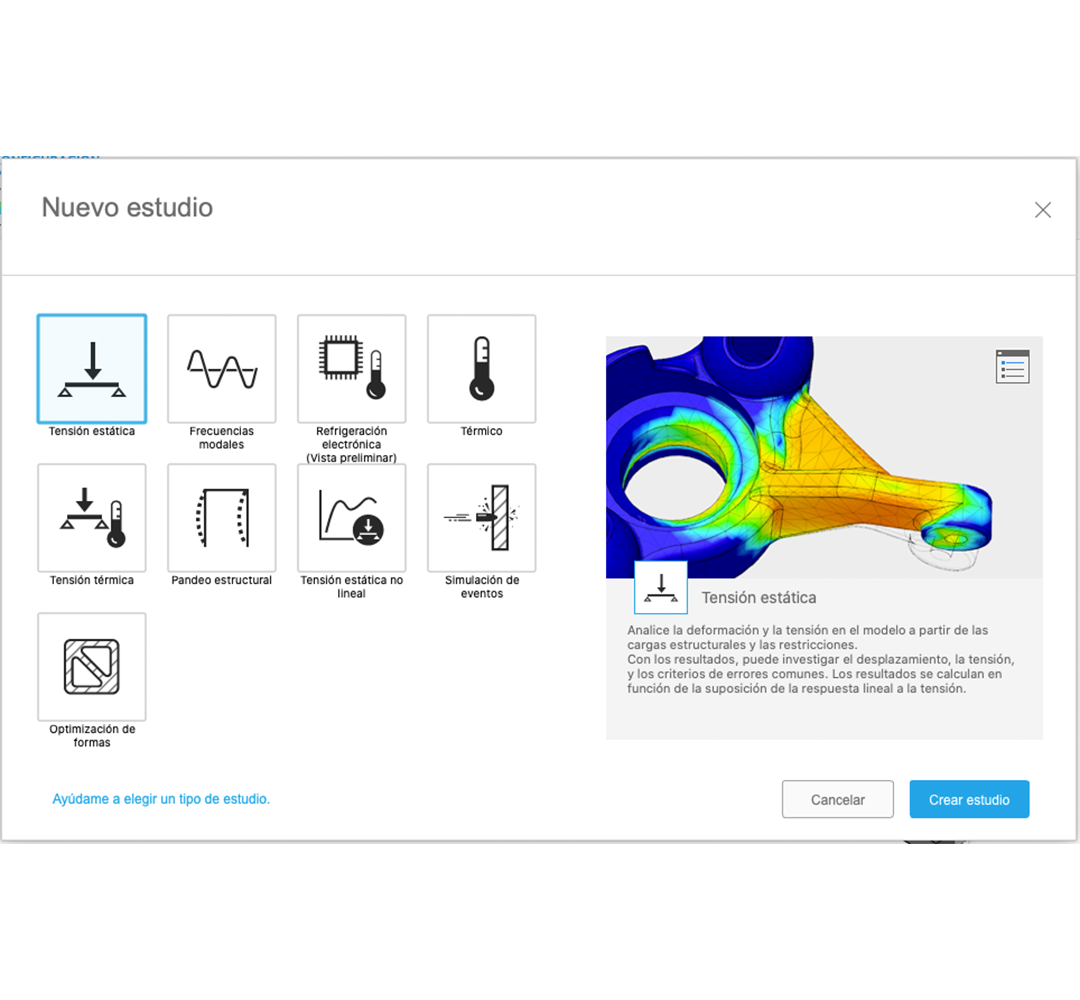 Nuevo estudio
Tensión estática
Frecuencias
modales
Refrigeración
electrónica
(Vista preliminar)
Térmico
Tensión térmica
Pandeo estructural
Tensión estática no
lineal
Simulación de
eventos
Optimización de
formas
Tensión estática
Analice la deformación y la tensión en el modelo a partir de las
cargas estructurales y las restricciones.
Con los resultados, puede investigar el desplazamiento, la tensión,
y los criterios de errores comunes. Los resultados se calculan en
función de la suposición de la respuesta lineal a la tensión.
Ayúdame a elegir un tipo de estudio.
Cancelar
Crear estudio